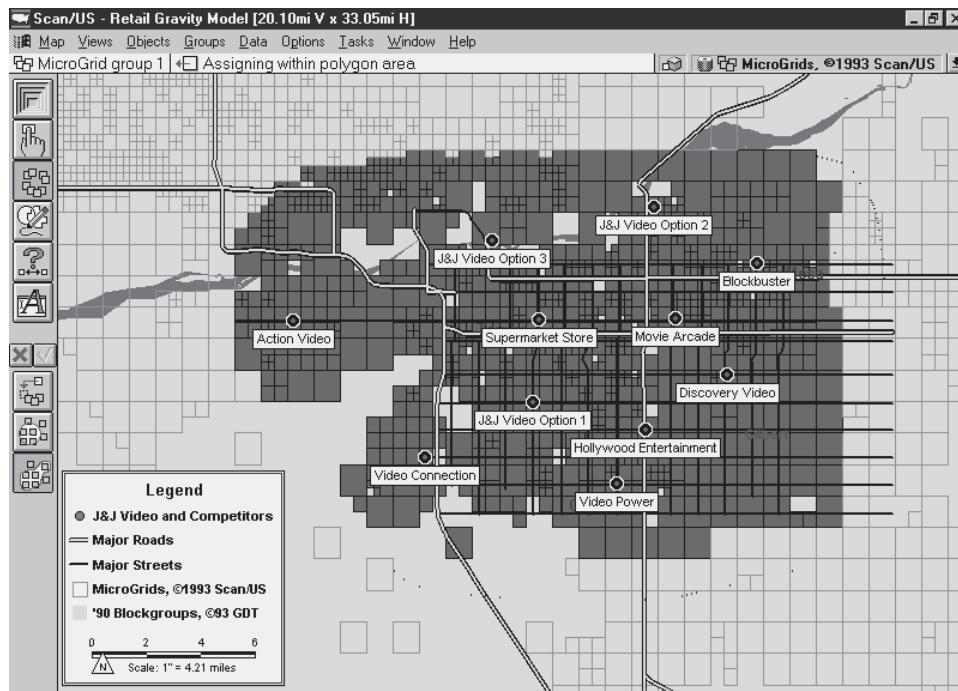 Scan/US - Retail Gravity Model [20.10mi V x 33.05mi H]
Map Views Objects Groups Data Options Tasks Window Help
MicroGrid group 1 Assigning within polygon area MicroGrids, ©1993 Scan/US
J&J Video Option 2
J&J Video Option 3
Blockbuster
Action Video
Supermarket Store
Movie Arcade
Discovery Video
J&J Video Option 1
Hollywood Entertainment
Video Connection
Video Power
Legend
J&J Video and Competitors
Major Roads
Major Streets
MicroGrids, ©1993 Scan/US
'90 Blockgroups, ©93 GDT
0 2 4 6
N Scale: 1" = 4.21 miles